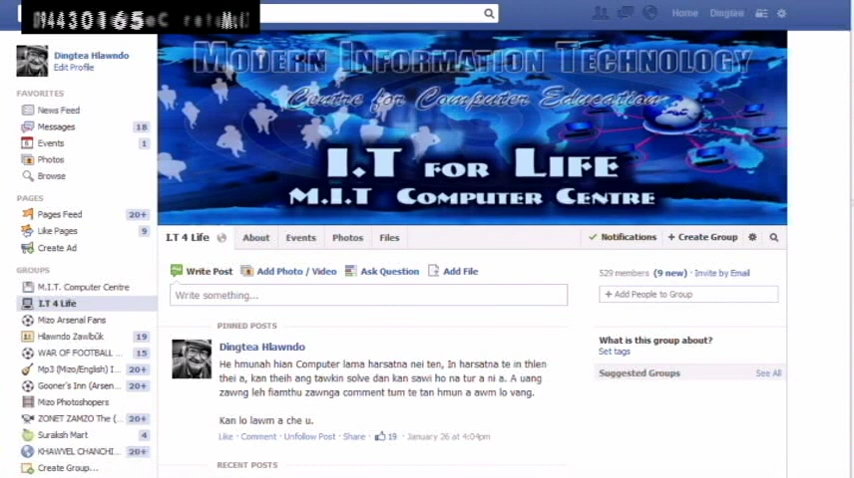 0944430165
Home Dingtea
Dingtea Hlawndo
Edit Profile
FAVORITES
News Feed
Messages 18
Events 1
Photos
Browse
PAGES
Pages Feed 20+
Like Pages 9
Create Ad
GROUPS
M.I.T. Computer Centre
I.T 4 Life
Mizo Arsenal Fans
Hlawndo Zawlbûk 19
WAR OF FOOTBALL ... 15
Mp3 (Mizo/English) I... 20+
Gooner's Inn (Arsen... 20+
Mizo Photoshopers
ZONET ZAMZO The (... 20+
Suraksh Mart 4
KHAWVEL CHANCHI... 20+
Create Group...
MODERN INFORMATION TECHNOLOGY
Centre for Computer Education
I.T FOR LIFE
M.I.T COMPUTER CENTRE
I.T 4 Life About Events Photos Files Notifications + Create Group
Write Post Add Photo / Video Ask Question Add File
Write something...
529 members (9 new) · Invite by Email
+ Add People to Group
PINNED POSTS
Dingtea Hlawndo
He hmunah hian Computer lama harsatna nei ten, In harsatna te in thlen
thei a, kan theih ang tawkin solve dan kan sawi ho na tur a ni a. A uang
zawng leh fiamthu zawnga comment tum te tan hmun a awm lo vang.
Kan lo lawm a che u.
Like · Comment · Unfollow Post · Share · 19 · January 26 at 4:04pm
What is this group about?
Set tags
Suggested Groups See All
RECENT POSTS